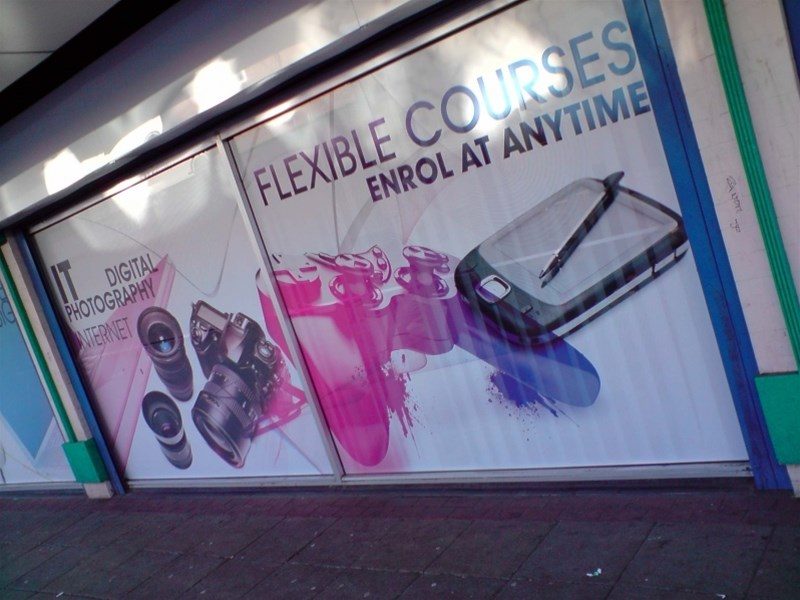 FLEXIBLE COURSES
ENROL AT ANYTIME
IT
DIGITAL
PHOTOGRAPHY
INTERNET